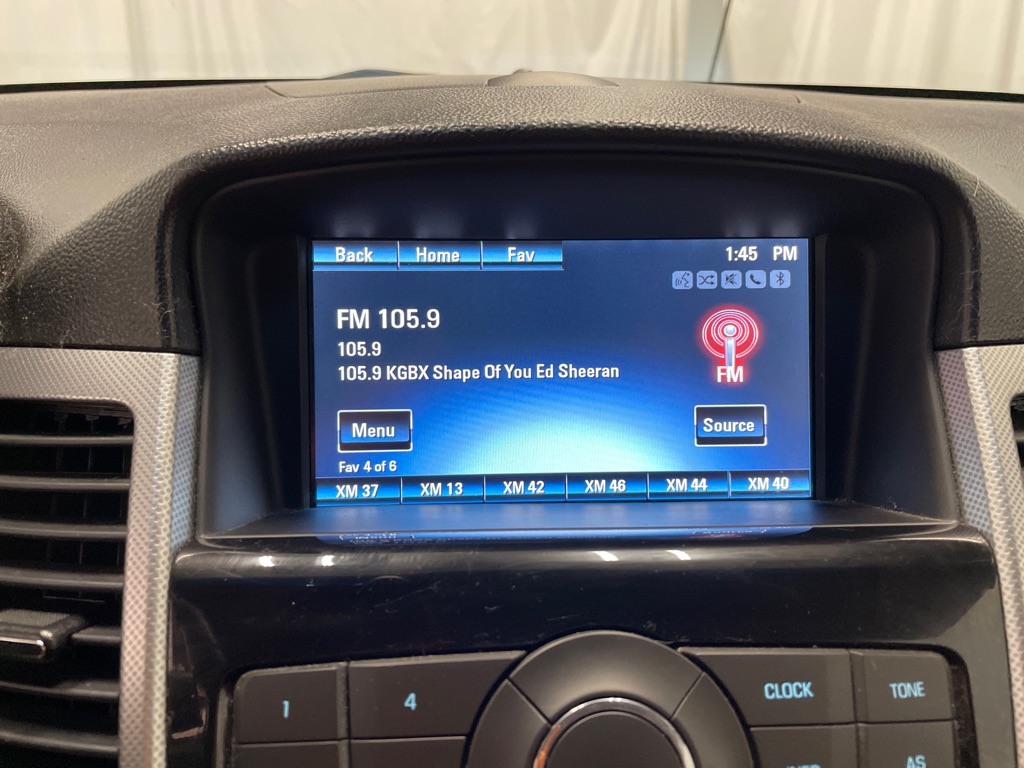 Back Home Fav 1:45 PM
FM 105.9
105.9
105.9 KGBX Shape Of You Ed Sheeran
FM
Menu Source
Fav 4 of 6
XM 37 XM 13 XM 42 XM 46 XM 44 XM 40
1 4 CLOCK TONE
AS